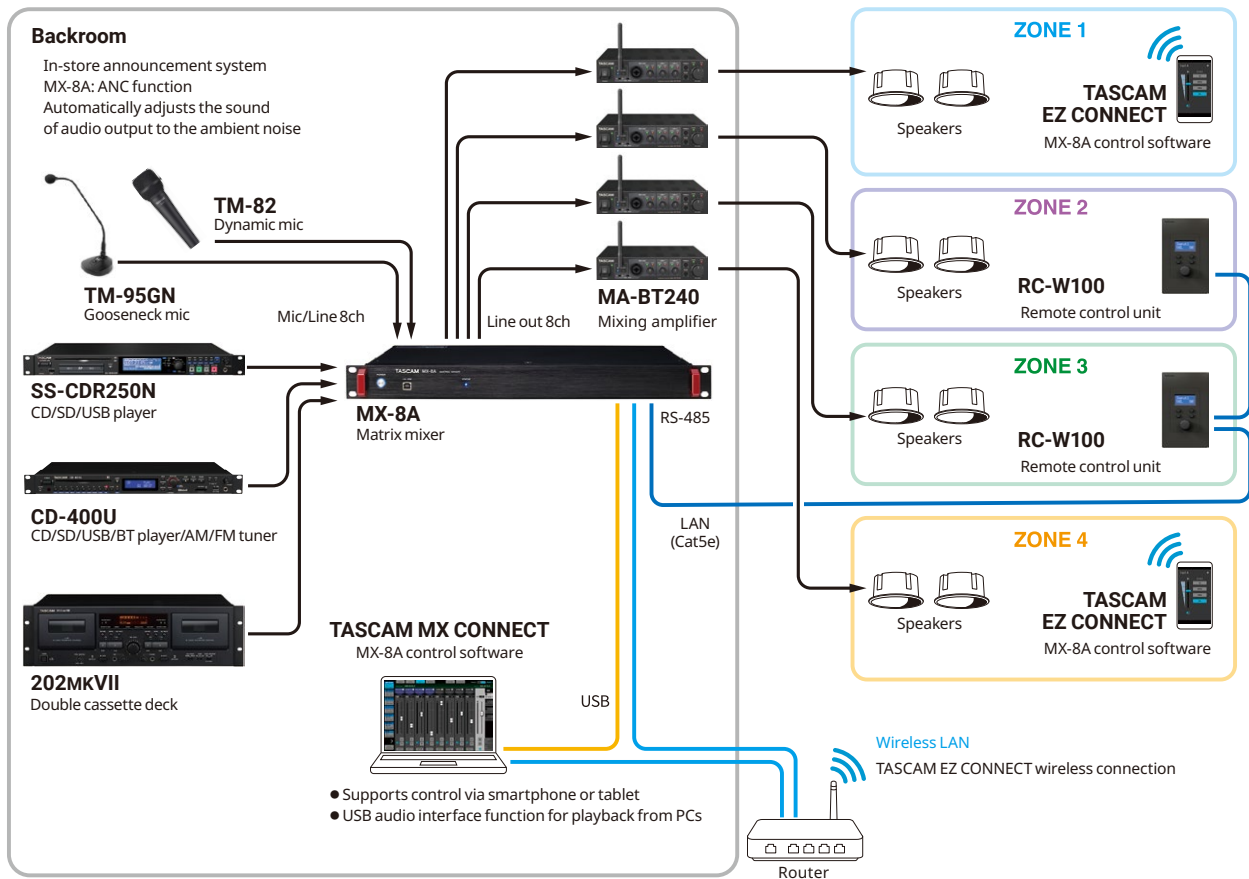 Backroom
In-store announcement system
MX-8A: ANC function
Automatically adjusts the sound
of audio output to the ambient noise
TM-82
Dynamic mic
TM-95GN
Gooseneck mic
Mic/Line 8ch
Line out 8ch
MA-BT240
Mixing amplifier
SS-CDR250N
CD/SD/USB player
TASCAM MX-8A
MX-8A
Matrix mixer
RS-485
CD-400U
CD/SD/USB/BT player/AM/FM tuner
LAN
(Cat5e)
202MKVII
Double cassette deck
TASCAM MX CONNECT
MX-8A control software
USB
● Supports control via smartphone or tablet
● USB audio interface function for playback from PCs
ZONE 1
Speakers
TASCAM
EZ CONNECT
MX-8A control software
ZONE 2
Speakers
RC-W100
Remote control unit
ZONE 3
Speakers
RC-W100
Remote control unit
ZONE 4
Speakers
TASCAM
EZ CONNECT
MX-8A control software
Wireless LAN
TASCAM EZ CONNECT wireless connection
Router